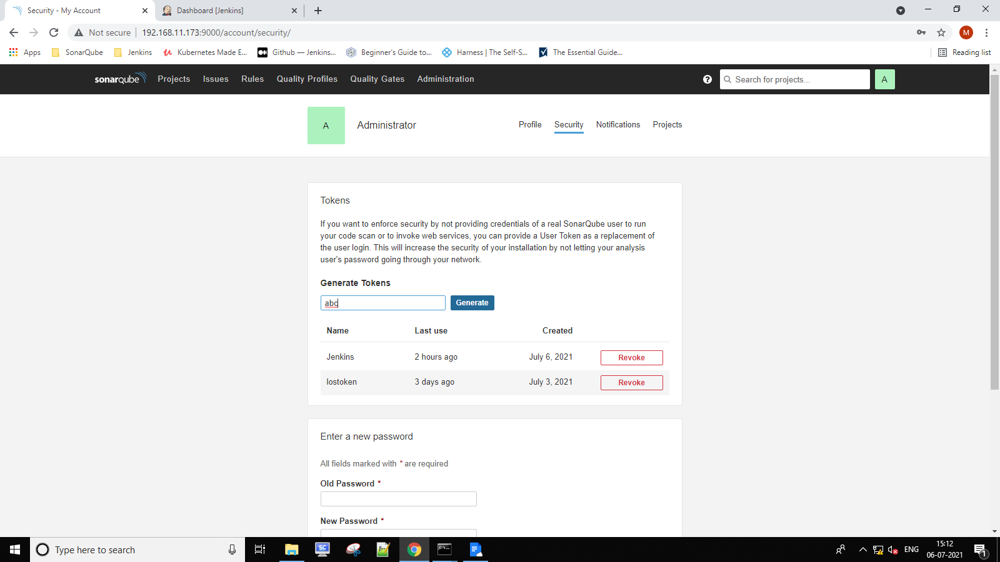 Security - My Account
Dashboard [Jenkins]
Not secure 192.168.11.173:9000/account/security/
M
Apps SonarQube Jenkins Kubernetes Made E... Github — Jenkins... Beginner's Guide to... Harness | The Self-S... The Essential Guide... Reading list
sonarqube Projects Issues Rules Quality Profiles Quality Gates Administration ? Search for projects... A
A Administrator Profile Security Notifications Projects
Tokens
If you want to enforce security by not providing credentials of a real SonarQube user to run
your code scan or to invoke web services, you can provide a User Token as a replacement of
the user login. This will increase the security of your installation by not letting your analysis
user's password going through your network.
Generate Tokens
abc Generate
Name Last use Created
Jenkins 2 hours ago July 6, 2021 Revoke
lostoken 3 days ago July 3, 2021 Revoke
Enter a new password
All fields marked with * are required
Old Password *
New Password *
Type here to search
SC
ENG
15:12
06-07-2021
1